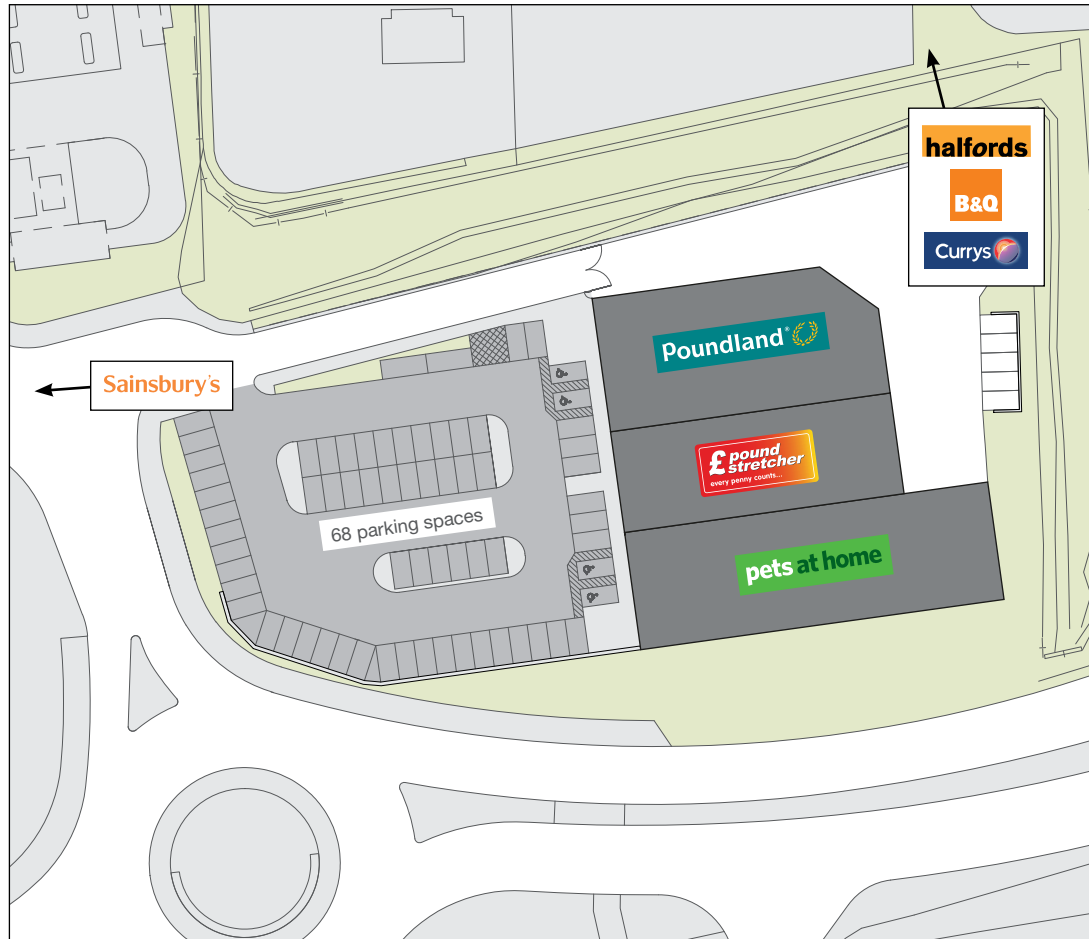 halfords
B&Q
Currys
Poundland®
Sainsbury's
£ pound
stretcher
every penny counts...
68 parking spaces
pets at home